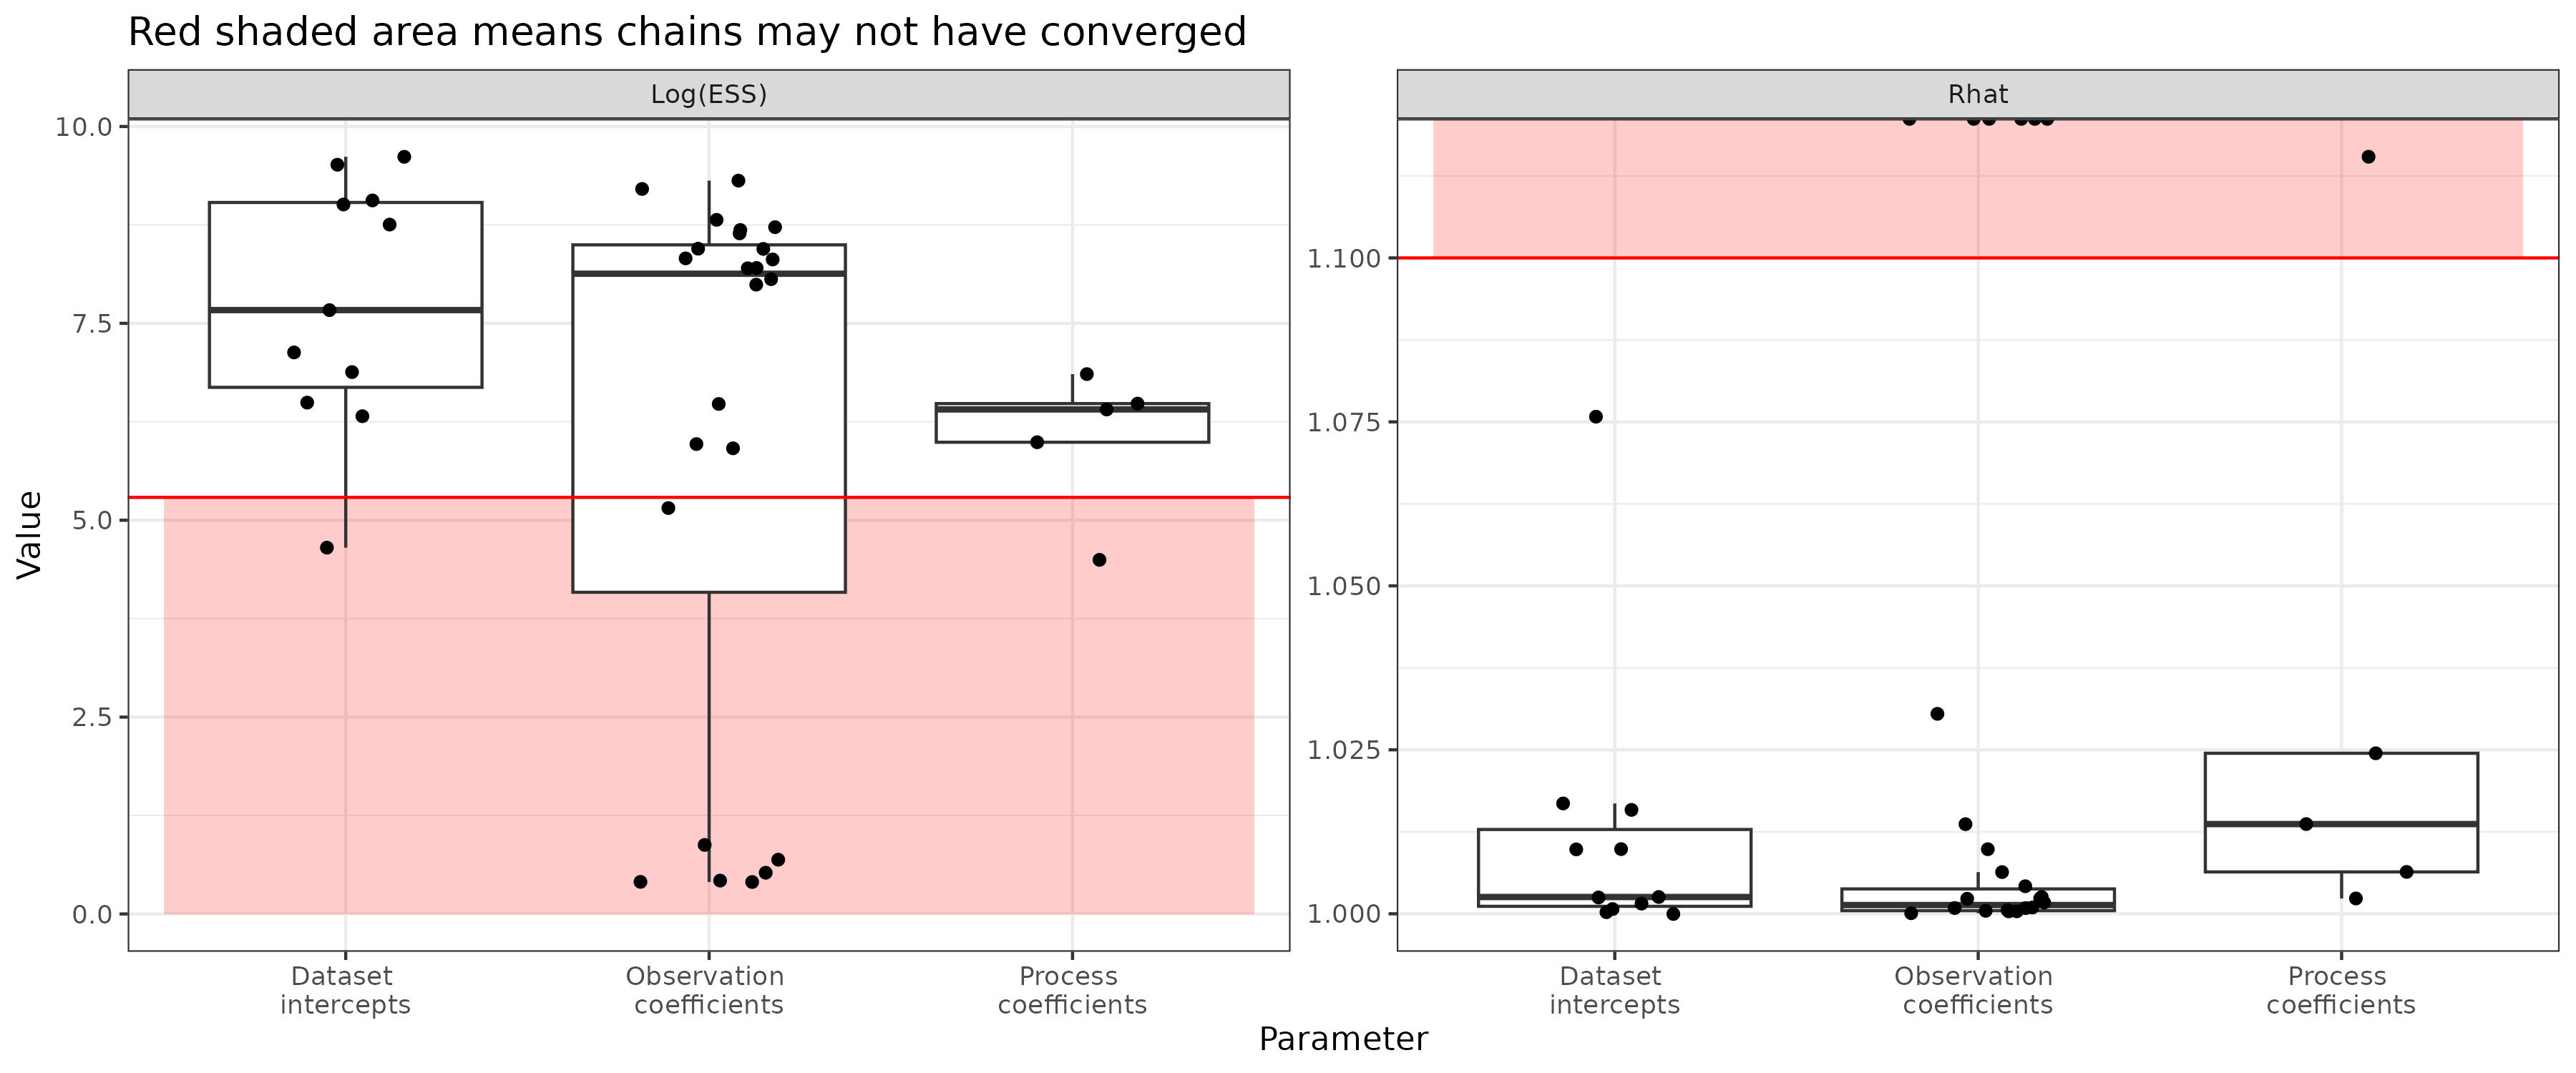 Red shaded area means chains may not have converged
Log(ESS)
Rhat
Value
10.0
7.5
5.0
2.5
0.0
1.100
1.075
1.050
1.025
1.000
Dataset
intercepts
Observation
coefficients
Process
coefficients
Dataset
intercepts
Observation
coefficients
Process
coefficients
Parameter